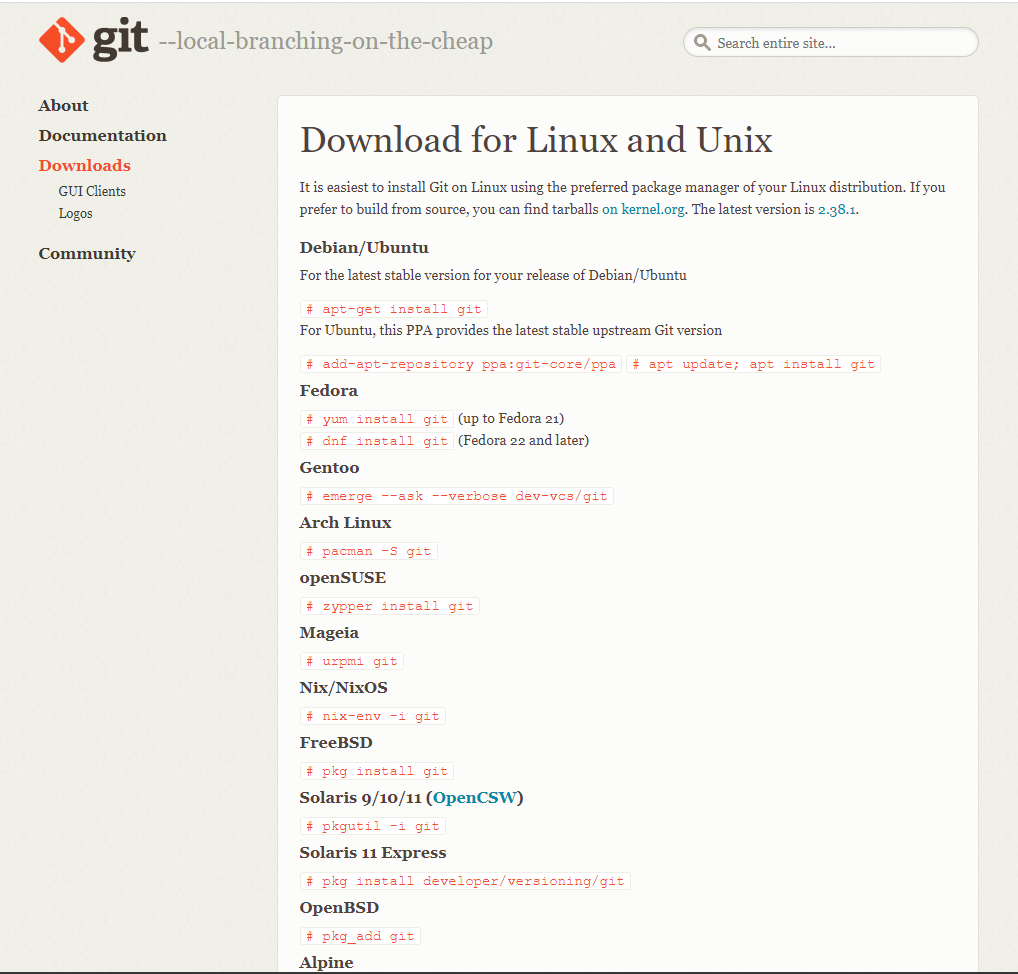 git --local-branching-on-the-cheap
Search entire site...
About
Documentation
Downloads
GUI Clients
Logos
Community
Download for Linux and Unix
It is easiest to install Git on Linux using the preferred package manager of your Linux distribution. If you
prefer to build from source, you can find tarballs on kernel.org. The latest version is 2.38.1.
Debian/Ubuntu
For the latest stable version for your release of Debian/Ubuntu
# apt-get install git
For Ubuntu, this PPA provides the latest stable upstream Git version
# add-apt-repository ppa:git-core/ppa # apt update; apt install git
Fedora
# yum install git (up to Fedora 21)
# dnf install git (Fedora 22 and later)
Gentoo
# emerge --ask --verbose dev-vcs/git
Arch Linux
# pacman -S git
openSUSE
# zypper install git
Mageia
# urpmi git
Nix/NixOS
# nix-env -i git
FreeBSD
# pkg install git
Solaris 9/10/11 (OpenCSW)
# pkgutil -i git
Solaris 11 Express
# pkg install developer/versioning/git
OpenBSD
# pkg_add git
Alpine